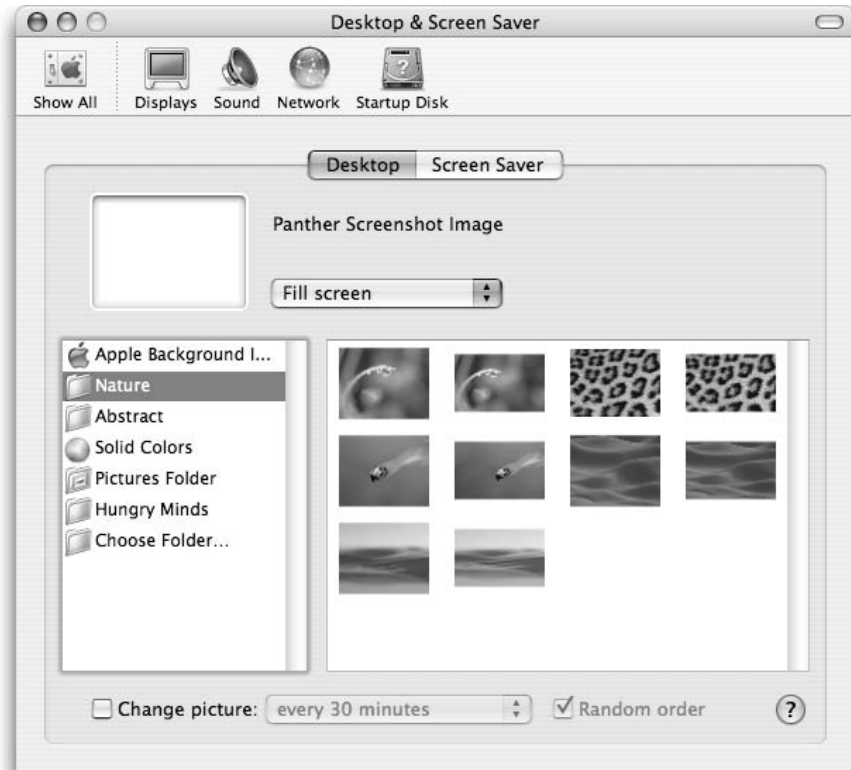 Desktop & Screen Saver
Show All Displays Sound Network Startup Disk
Desktop Screen Saver
Panther Screenshot Image
Fill screen
Apple Background I...
Nature
Abstract
Solid Colors
Pictures Folder
Hungry Minds
Choose Folder...
Change picture: every 30 minutes Random order ?